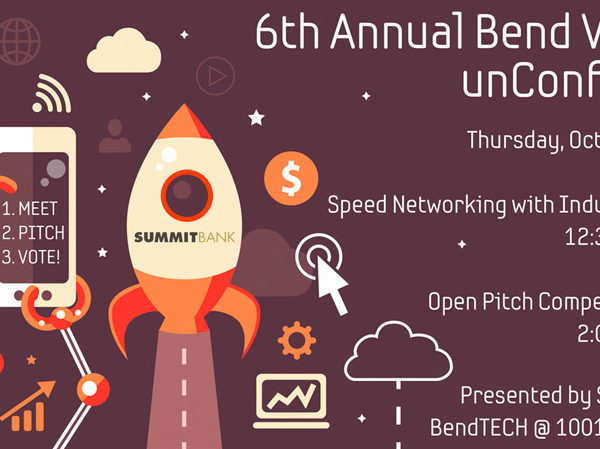 6th Annual Bend V
unConf
Thursday, Oct
1. MEET
2. PITCH
3. VOTE!
SUMMITBANK
$
Speed Networking with Indu
12:3
Open Pitch Compe
2:0
Presented by S
BendTECH @ 1001